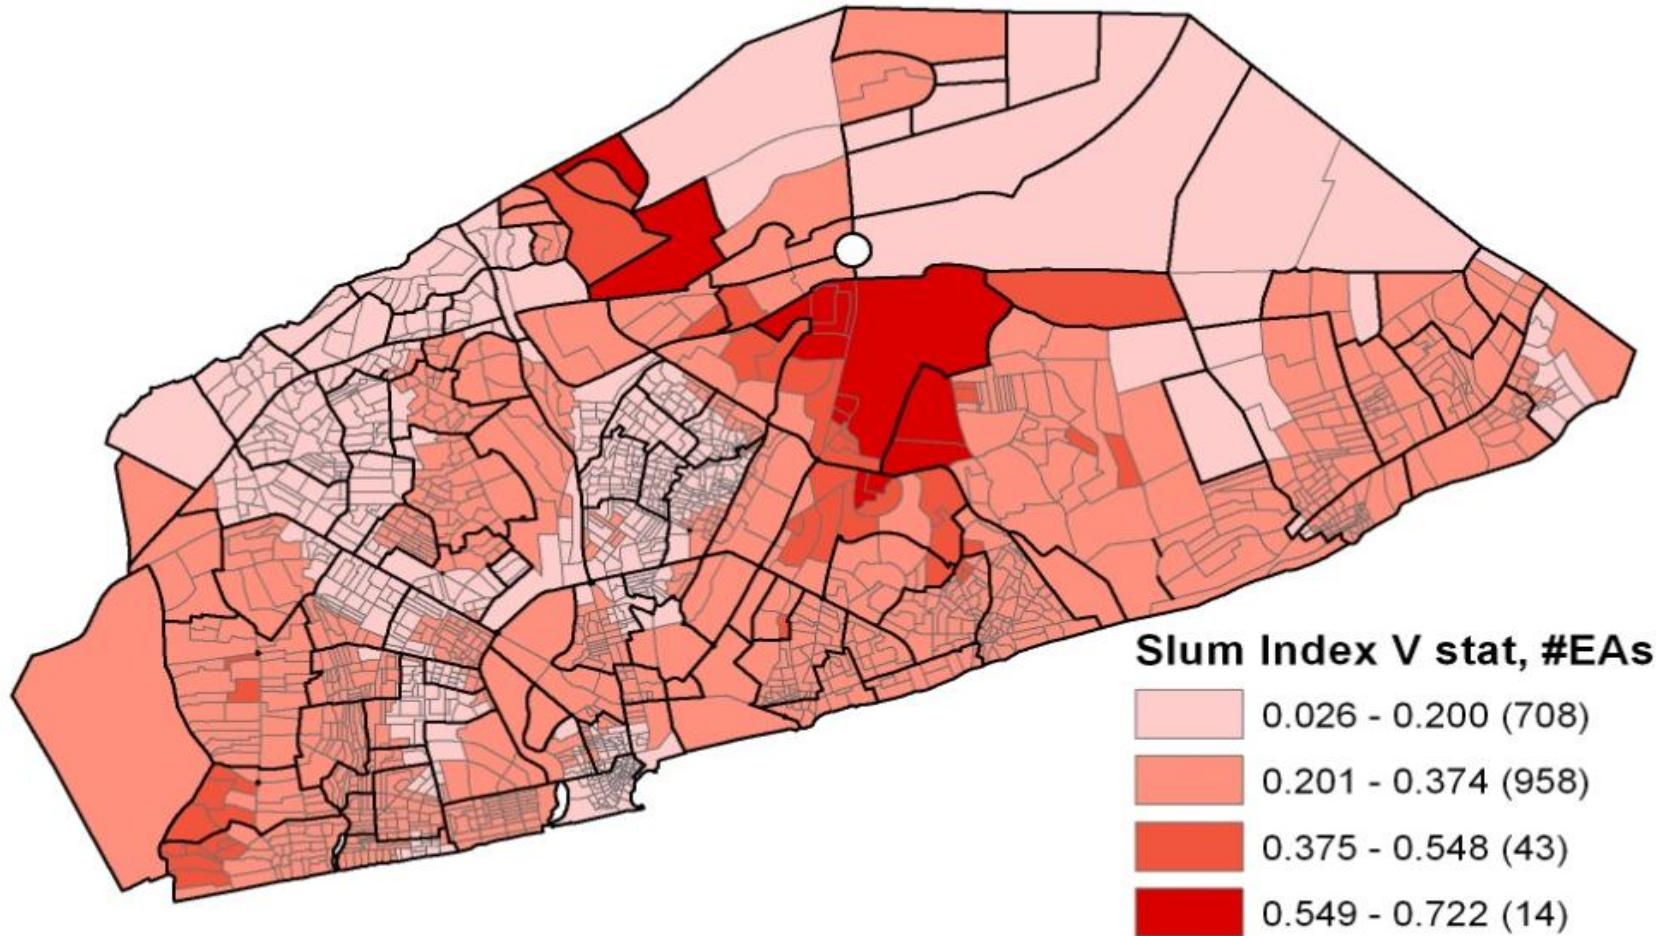 Slum Index V stat, #EAs
0.026 - 0.200 (708)
0.201 - 0.374 (958)
0.375 - 0.548 (43)
0.549 - 0.722 (14)